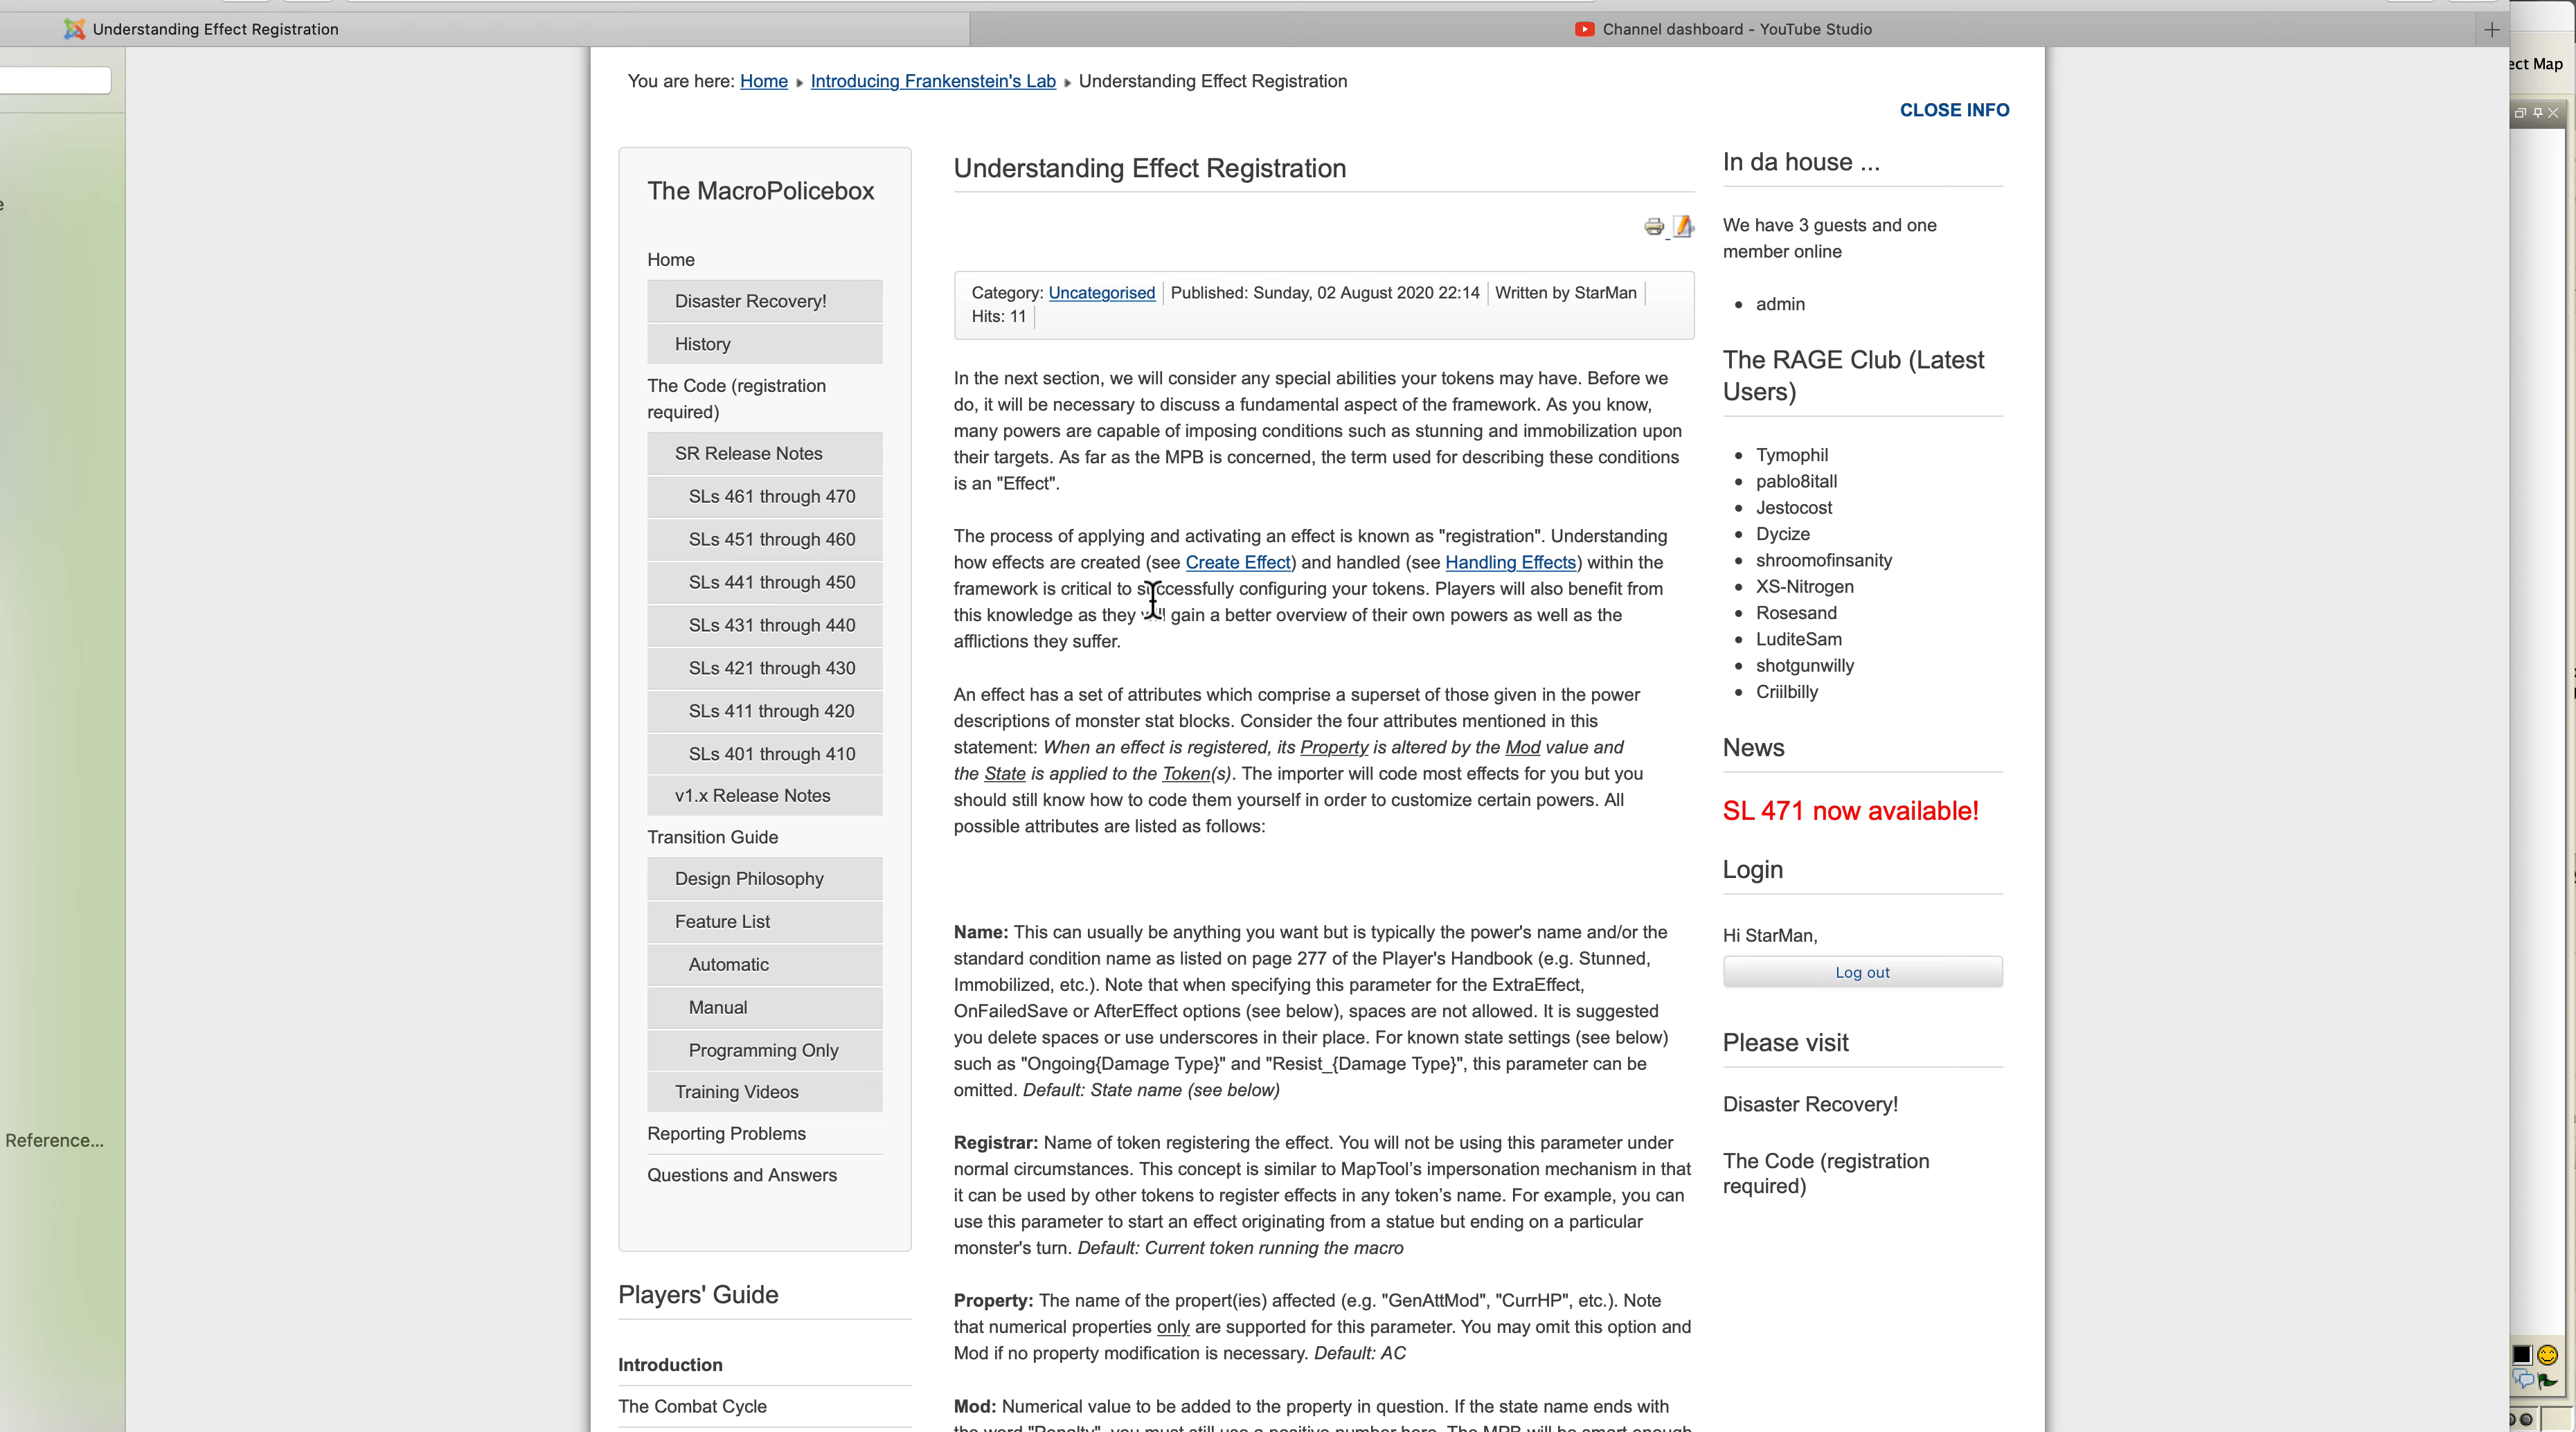 Understanding Effect Registration
Channel dashboard - YouTube Studio
ect Map
You are here: Home ▸ Introducing Frankenstein's Lab ▸ Understanding Effect Registration
CLOSE INFO
The MacroPolicebox
Home
Disaster Recovery!
History
The Code (registration
required)
SR Release Notes
SLs 461 through 470
SLs 451 through 460
SLs 441 through 450
SLs 431 through 440
SLs 421 through 430
SLs 411 through 420
SLs 401 through 410
v1.x Release Notes
Transition Guide
Design Philosophy
Feature List
Automatic
Manual
Programming Only
Training Videos
Reporting Problems
Questions and Answers
Players' Guide
Introduction
The Combat Cycle
Reference...
Understanding Effect Registration
Category: Uncategorised | Published: Sunday, 02 August 2020 22:14 | Written by StarMan |
Hits: 11 |
In the next section, we will consider any special abilities your tokens may have. Before we
do, it will be necessary to discuss a fundamental aspect of the framework. As you know,
many powers are capable of imposing conditions such as stunning and immobilization upon
their targets. As far as the MPB is concerned, the term used for describing these conditions
is an "Effect".
The process of applying and activating an effect is known as "registration". Understanding
how effects are created (see Create Effect) and handled (see Handling Effects) within the
framework is critical to successfully configuring your tokens. Players will also benefit from
this knowledge as they gain a better overview of their own powers as well as the
afflictions they suffer.
An effect has a set of attributes which comprise a superset of those given in the power
descriptions of monster stat blocks. Consider the four attributes mentioned in this
statement: When an effect is registered, its Property is altered by the Mod value and
the State is applied to the Token(s). The importer will code most effects for you but you
should still know how to code them yourself in order to customize certain powers. All
possible attributes are listed as follows:
Name: This can usually be anything you want but is typically the power's name and/or the
standard condition name as listed on page 277 of the Player's Handbook (e.g. Stunned,
Immobilized, etc.). Note that when specifying this parameter for the ExtraEffect,
OnFailedSave or AfterEffect options (see below), spaces are not allowed. It is suggested
you delete spaces or use underscores in their place. For known state settings (see below)
such as "Ongoing{Damage Type}" and "Resist_{Damage Type}", this parameter can be
omitted. Default: State name (see below)
Registrar: Name of token registering the effect. You will not be using this parameter under
normal circumstances. This concept is similar to MapTool's impersonation mechanism in that
it can be used by other tokens to register effects in any token's name. For example, you can
use this parameter to start an effect originating from a statue but ending on a particular
monster's turn. Default: Current token running the macro
Property: The name of the propert(ies) affected (e.g. "GenAttMod", "CurrHP", etc.). Note
that numerical properties only are supported for this parameter. You may omit this option and
Mod if no property modification is necessary. Default: AC
Mod: Numerical value to be added to the property in question. If the state name ends with
the word "Penalty", you must still use a positive number here. The MPB will be smart enough
In da house ...
We have 3 guests and one
member online
• admin
The RAGE Club (Latest
Users)
• Tymophil
• pablo8itall
• Jestocost
• Dycize
• shroomofinsanity
• XS-Nitrogen
• Rosesand
• LuditeSam
• shotgunwilly
• Criilbilly
News
SL 471 now available!
Login
Hi StarMan,
Log out
Please visit
Disaster Recovery!
The Code (registration
required)